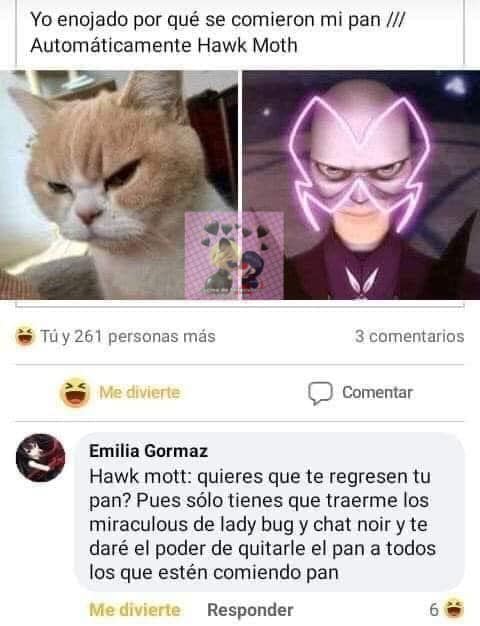 Yo enojado por qué se comieron mi pan ///
Automáticamente Hawk Moth
Tú y 261 personas más
3 comentarios
Me divierte
Comentar
Emilia Gormaz
Hawk mott: quieres que te regresen tu
pan? Pues sólo tienes que traerme los
miraculous de lady bug y chat noir y te
daré el poder de quitarle el pan a todos
los que estén comiendo pan
Me divierte
Responder
6